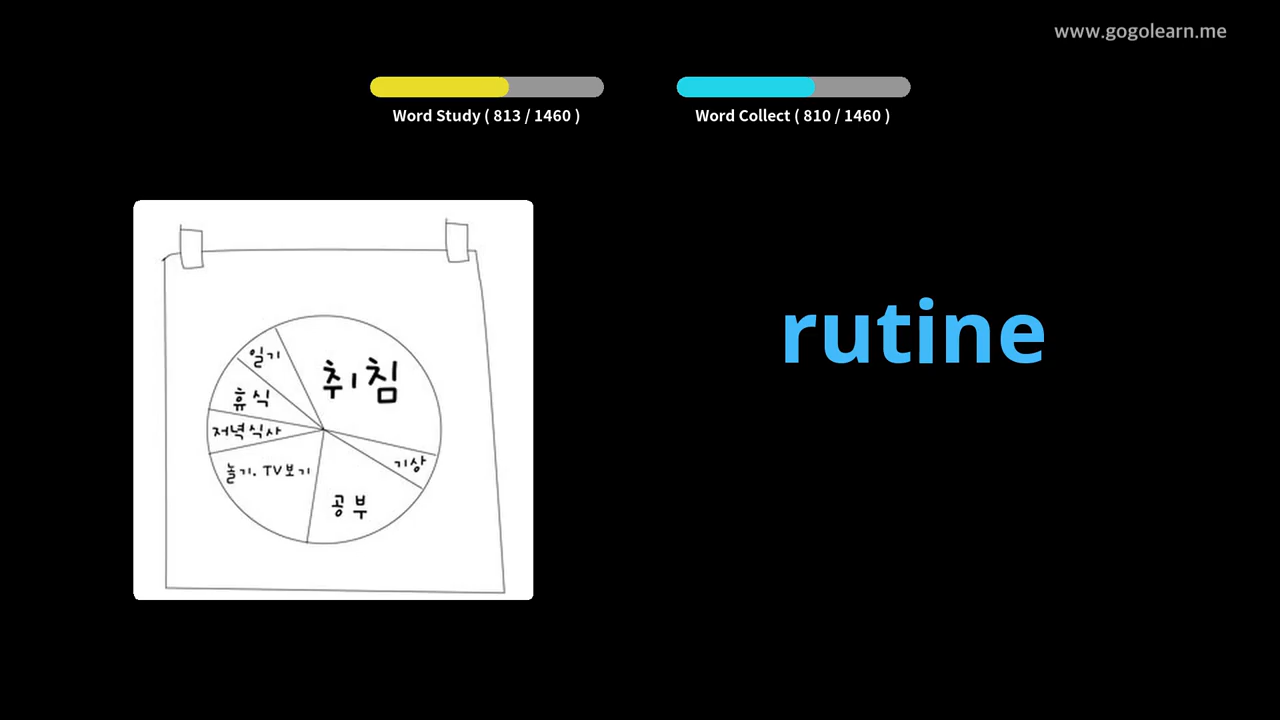 www.gogolearn.me
Word Study ( 813 / 1460 )
Word Collect ( 810 / 1460 )
rutine
일기
취침
휴식
저녁식사
기상
놀기. TV보기
공부